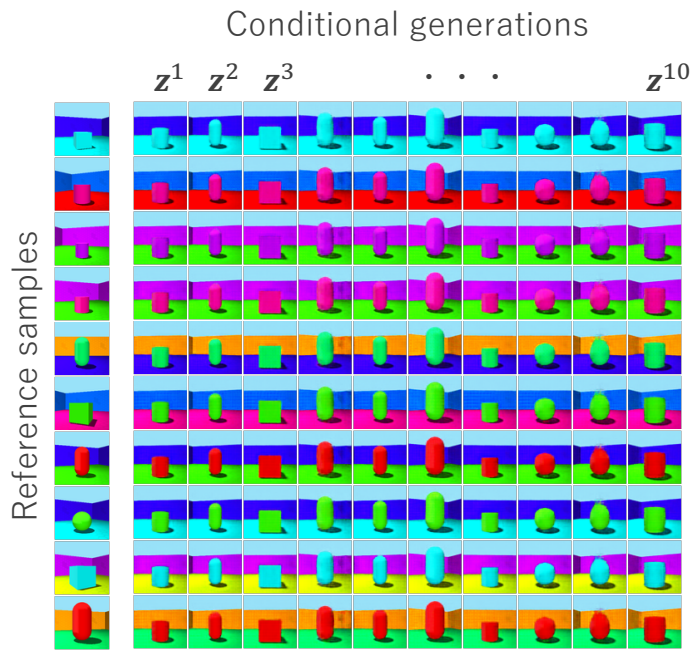 Conditional generations
z¹ z² z³ · · · z¹⁰
Reference samples